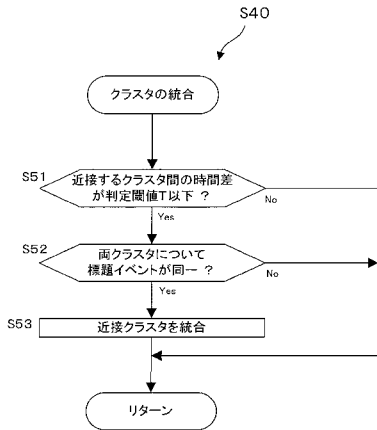 S40
クラスタの統合
S51
近接するクラスタ間の時間差
が判定閾値T以下 ?
No
Yes
S52
両クラスタについて
標題イベントが同一 ?
No
Yes
S53
近接クラスタを統合
リターン